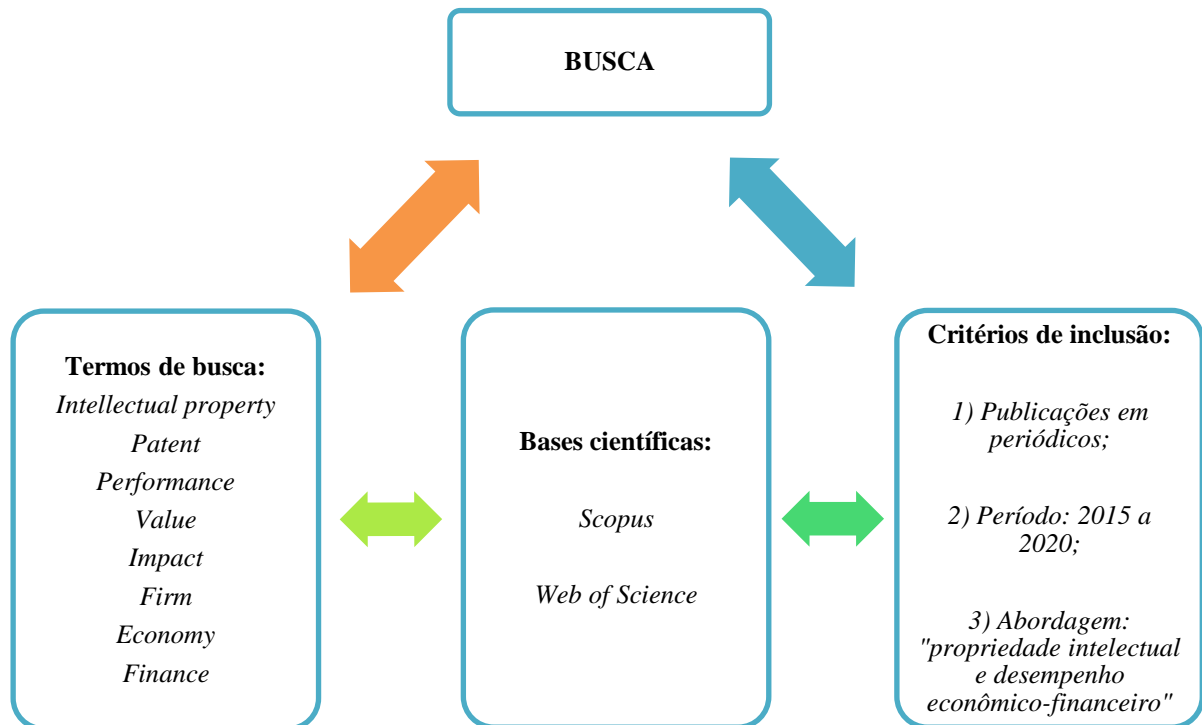 BUSCA
Termos de busca:
Intellectual property
Patent
Performance
Value
Impact
Firm
Economy
Finance
Bases científicas:
Scopus
Web of Science
Critérios de inclusão:
1) Publicações em
periódicos;
2) Período: 2015 a
2020;
3) Abordagem:
"propriedade intelectual
e desempenho
econômico-financeiro"